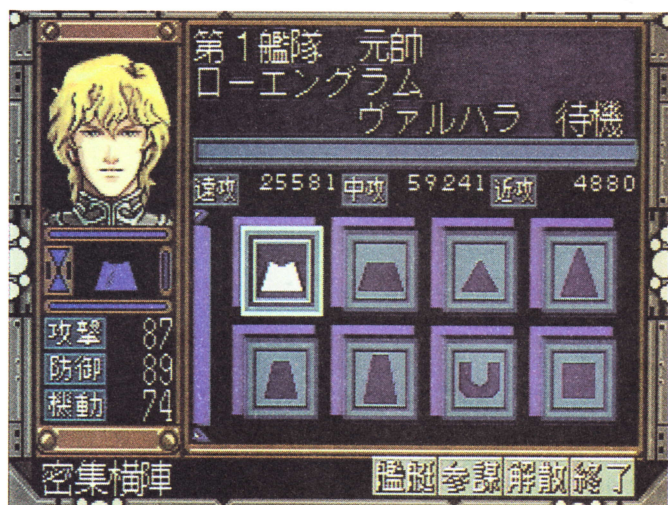 第1艦隊 元帥
ローエングラム
ヴァルハラ 待機
遠攻 25581 中攻 59241 近攻 4880
攻撃 87
防御 89
機動 74
密集横陣
艦艇 参謀 解散 終了